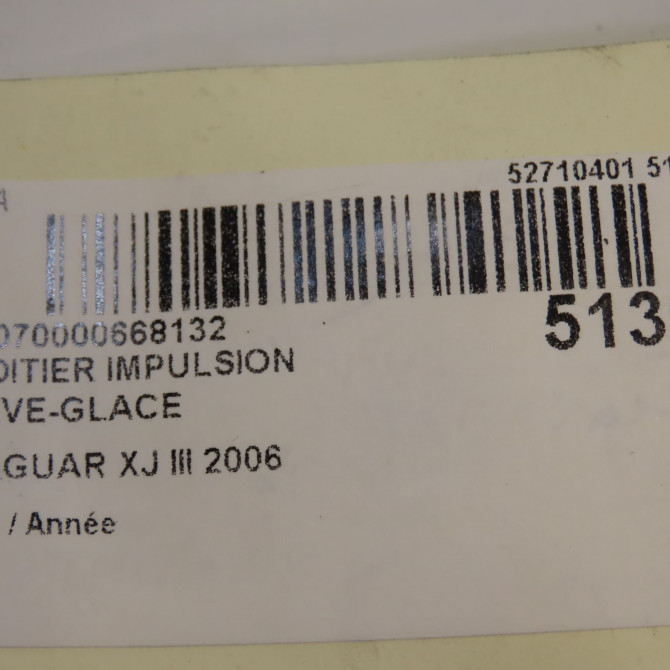 A
52710401 51
513
070000668132
OITIER IMPULSION
VE-GLACE
GUAR XJ III 2006
/ Année